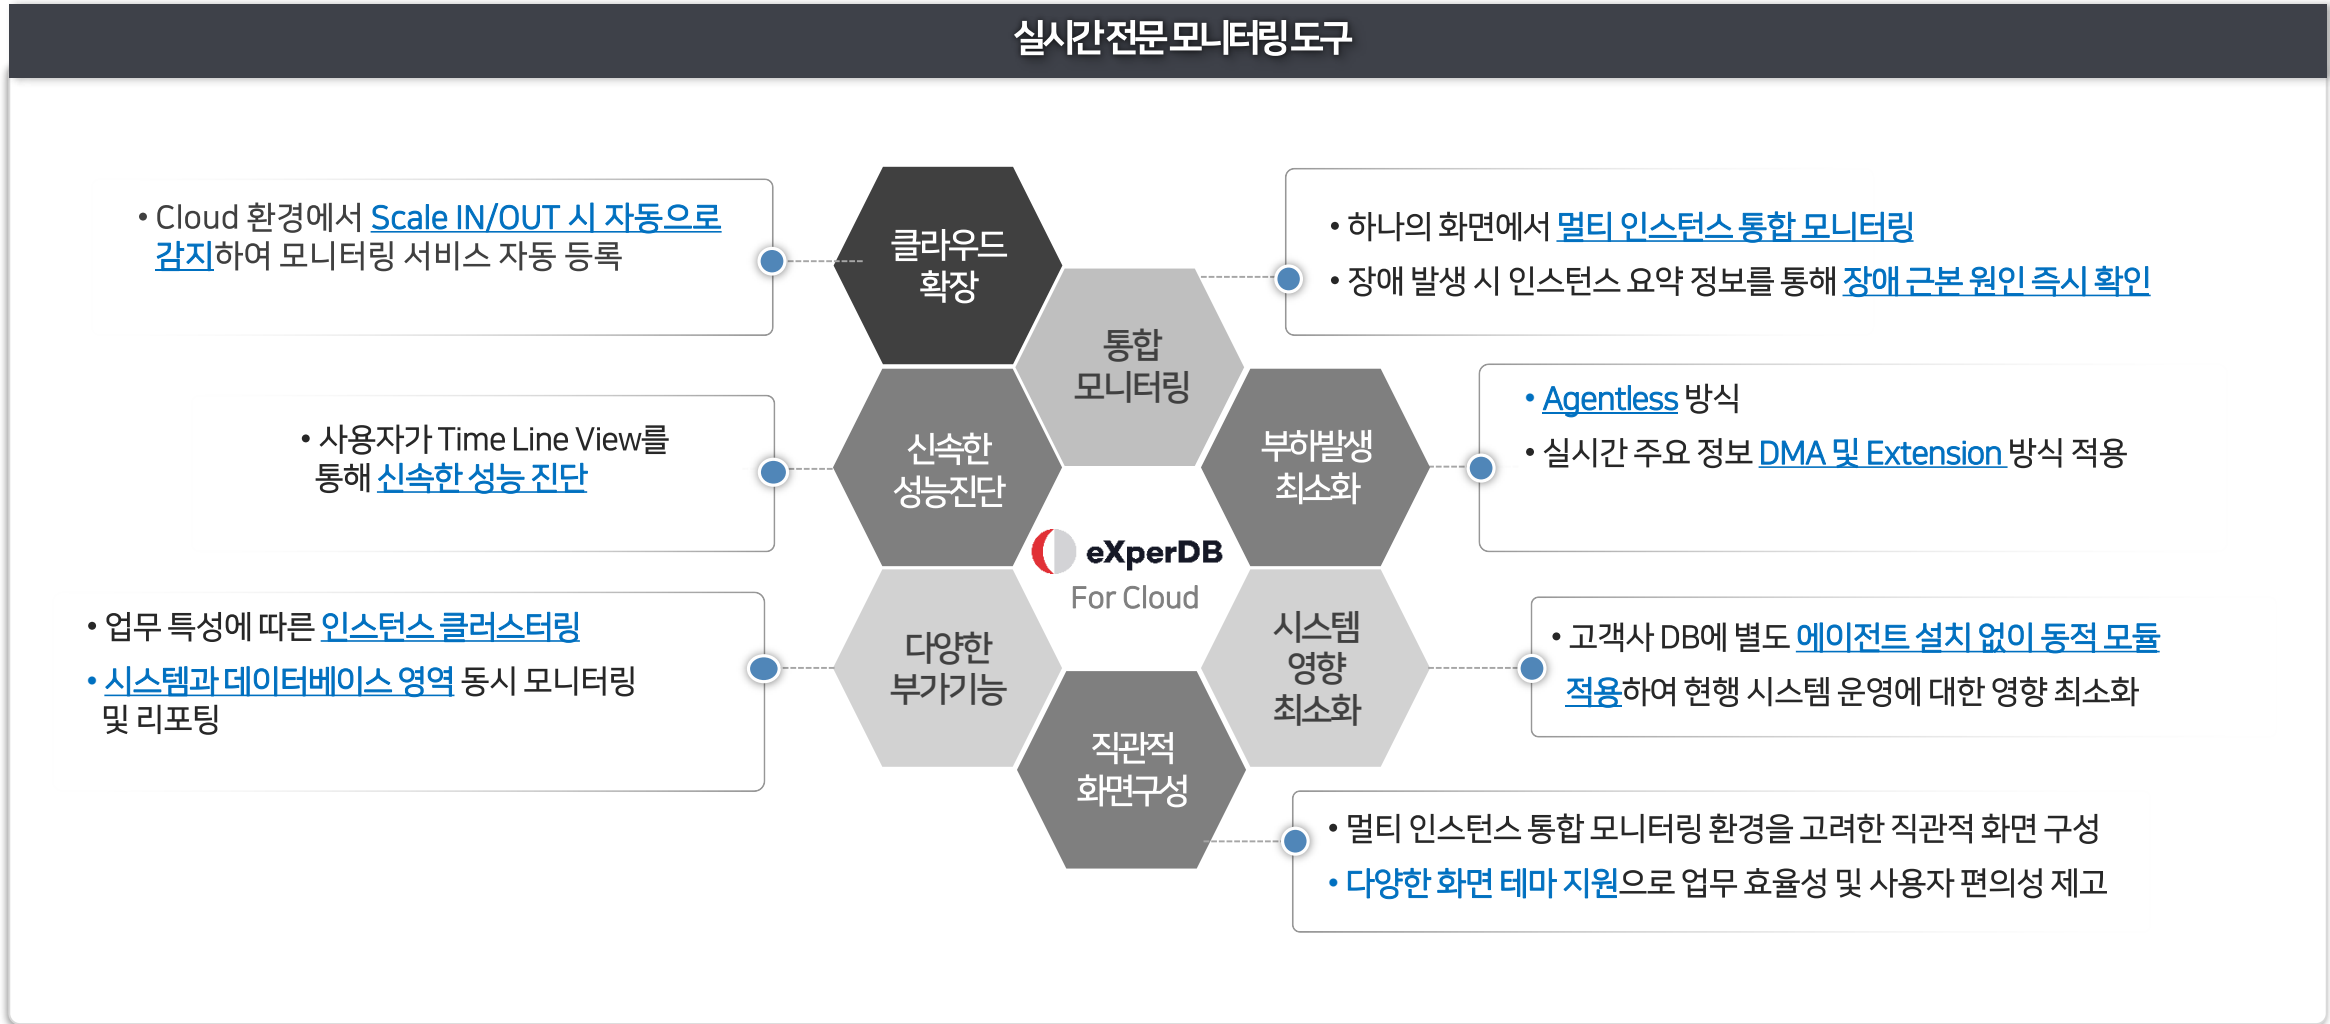 실시간 전문 모니터링 도구
• Cloud 환경에서 Scale IN/OUT 시 자동으로
감지하여 모니터링 서비스 자동 등록
클라우드
확장
• 하나의 화면에서 멀티 인스턴스 통합 모니터링
• 장애 발생 시 인스턴스 요약 정보를 통해 장애 근본 원인 즉시 확인
통합
모니터링
• 사용자가 Time Line View를
통해 신속한 성능 진단
신속한
성능진단
부하발생
최소화
• Agentless 방식
• 실시간 주요 정보 DMA 및 Extension 방식 적용
eXperDB
For Cloud
• 업무 특성에 따른 인스턴스 클러스터링
• 시스템과 데이터베이스 영역 동시 모니터링
및 리포팅
다양한
부가기능
시스템
영향
최소화
• 고객사 DB에 별도 에이전트 설치 없이 동적 모듈
적용하여 현행 시스템 운영에 대한 영향 최소화
직관적
화면구성
• 멀티 인스턴스 통합 모니터링 환경을 고려한 직관적 화면 구성
• 다양한 화면 테마 지원으로 업무 효율성 및 사용자 편의성 제고